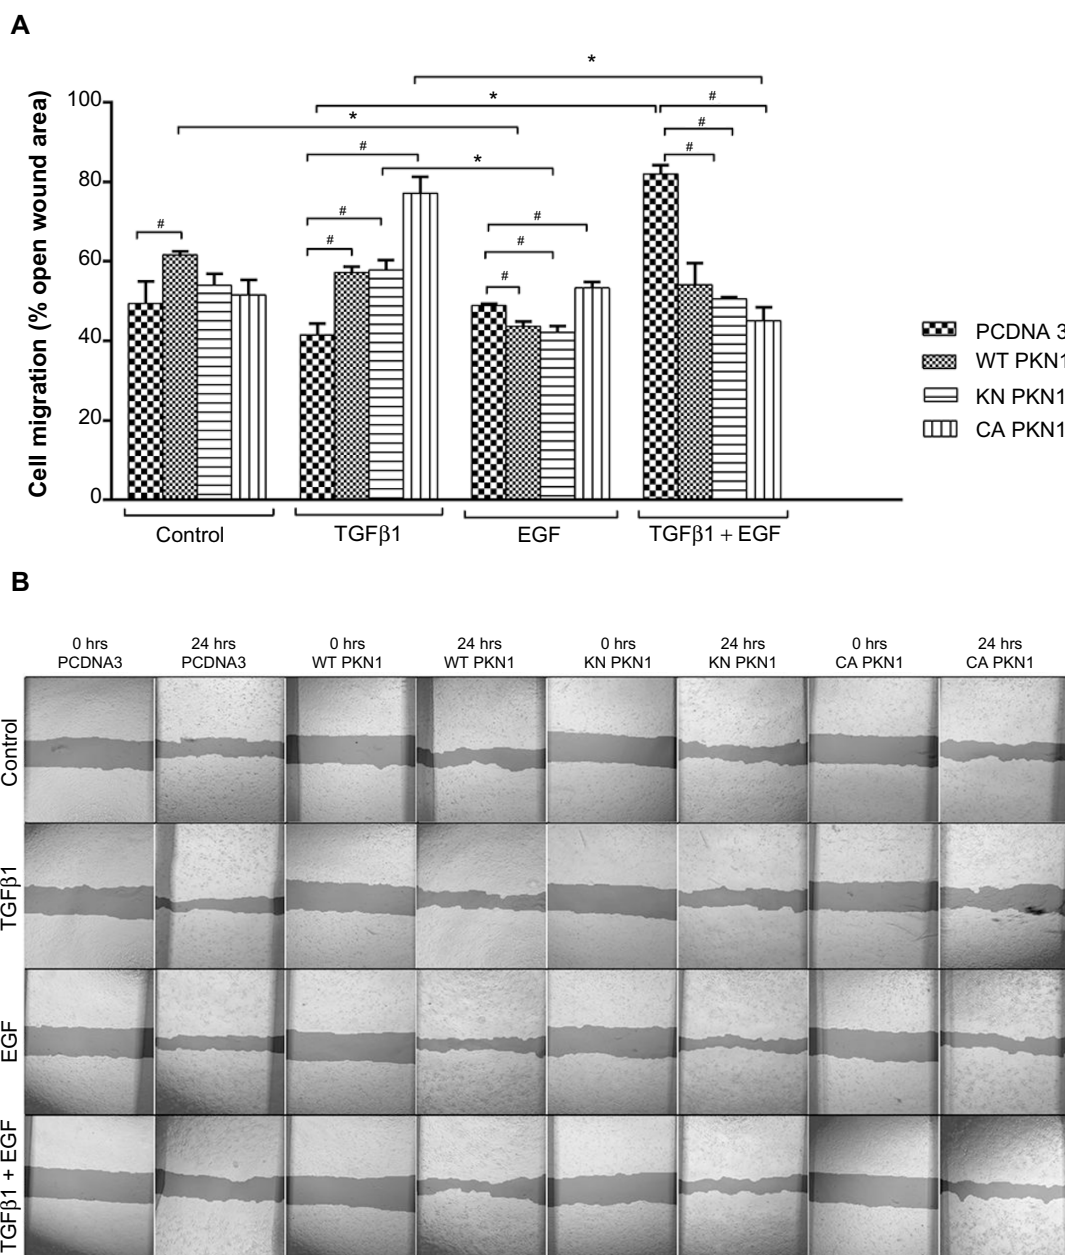 A
Cell migration (% open wound area)
100
80
60
40
20
0
*
*
#
*
#
#
*
#
#
#
#
#
#
#
#
#
Control
TGFβ1
EGF
TGFβ1 + EGF
PCDNA 3
WT PKN1
KN PKN1
CA PKN1
B
0 hrs
PCDNA3
24 hrs
PCDNA3
0 hrs
WT PKN1
24 hrs
WT PKN1
0 hrs
KN PKN1
24 hrs
KN PKN1
0 hrs
CA PKN1
24 hrs
CA PKN1
Control
TGFβ1
EGF
TGFβ1 + EGF